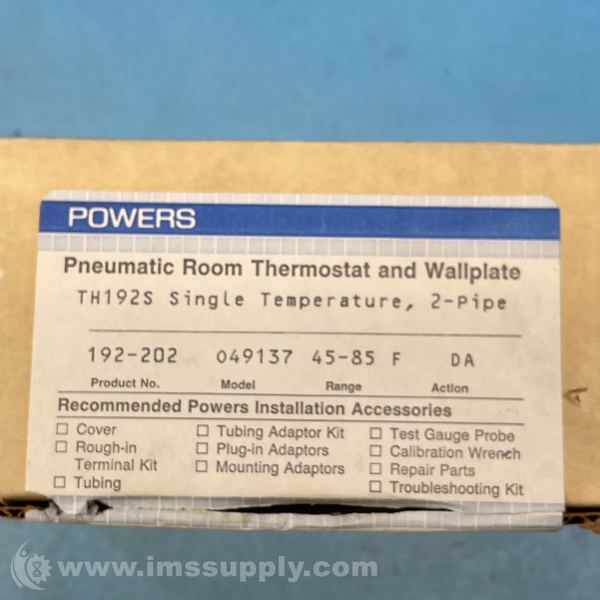 POWERS
Pneumatic Room Thermostat and Wallplate
TH192S Single Temperature, 2-Pipe
192-202 049137 45-85 F DA
Product No. Model Range Action
Recommended Powers Installation Accessories
Cover
Rough-in
Terminal Kit
Tubing
Tubing Adaptor Kit
Plug-in Adaptors
Mounting Adaptors
Test Gauge Probe
Calibration Wrench
Repair Parts
Troubleshooting Kit
www.imssupply.com